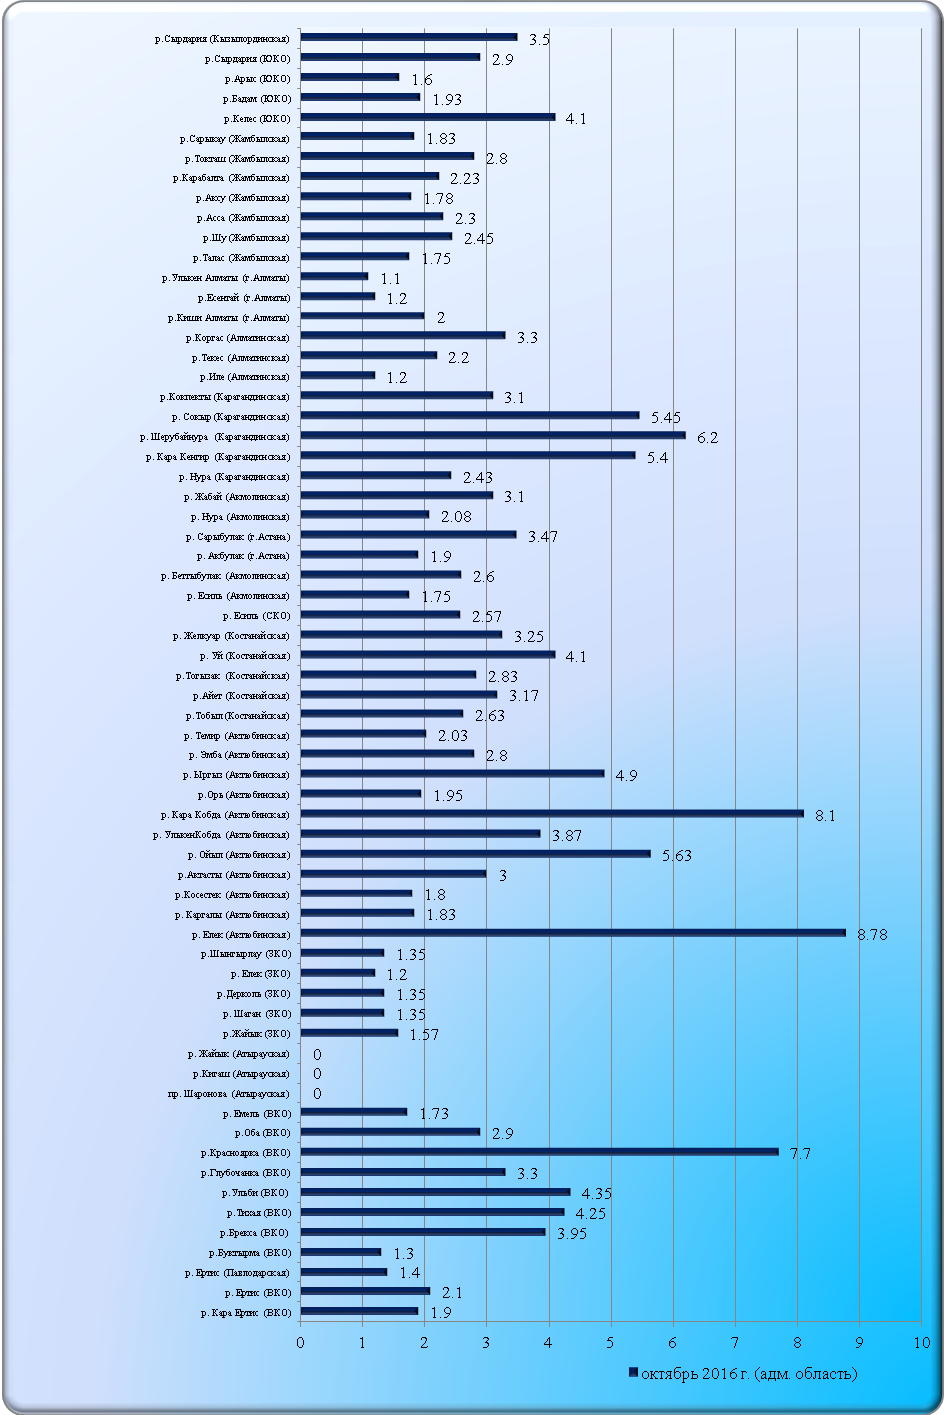 р.Сырдария (Кызылординская) 3.5
р.Сырдария (ЮКО) 2.9
р.Арыс (ЮКО) 1.6
р.Бадам (ЮКО) 1.93
р.Келес (ЮКО) 4.1
р.Сарыкау (Жамбылская) 1.83
р.Токташ (Жамбылская) 2.8
р.Карабалта (Жамбылская) 2.23
р.Аксу (Жамбылская) 1.78
р.Асса (Жамбылская) 2.3
р.Шу (Жамбылская) 2.45
р.Талас (Жамбылская) 1.75
р.Улькен Алматы (г.Алматы) 1.1
р.Есентай (г.Алматы) 1.2
р.Киши Алматы (г.Алматы) 2
р.Коргас (Алматинская) 3.3
р.Текес (Алматинская) 2.2
р.Иле (Алматинская) 1.2
р.Кокпекты (Карагандинская) 3.1
р. Сокыр (Карагандинская) 5.45
р. Шерубайнура (Карагандинская) 6.2
р. Кара Кенгир (Карагандинская) 5.4
р. Нура (Карагандинская) 2.43
р. Жабай (Акмолинская) 3.1
р. Нура (Акмолинская) 2.08
р. Сарыбулак (г.Астана) 3.47
р. Акбулак (г.Астана) 1.9
р. Беттыбулак (Акмолинская) 2.6
р. Есиль (Акмолинская) 1.75
р. Есиль (СКО) 2.57
р. Желкуар (Костанайская) 3.25
р. Уй (Костанайская) 4.1
р.Тогызак (Костанайская) 2.83
р.Айет (Костанайская) 3.17
р.Тобыл (Костанайская) 2.63
р. Темир (Актюбинская) 2.03
р. Эмба (Актюбинская) 2.8
р. Ыргыз (Актюбинская) 4.9
р.Орь (Актюбинская) 1.95
р. Кара Кобда (Актюбинская) 8.1
р. УлькенКобда (Актюбинская) 3.87
р. Ойыл (Актюбинская) 5.63
р.Актасты (Актюбинская) 3
р.Косестек (Актюбинская) 1.8
р. Каргалы (Актюбинская) 1.83
р. Елек (Актюбинская) 8.78
р.Шынгырлау (ЗКО) 1.35
р. Елек (ЗКО) 1.2
р.Дерколь (ЗКО) 1.35
р. Шаган (ЗКО) 1.35
р.Жайык (ЗКО) 1.57
р. Жайык (Атырауская) 0
р.Кигаш (Атырауская) 0
пр. Шаронова (Атырауская) 0
р. Емель (ВКО) 1.73
р.Оба (ВКО) 2.9
р.Красноярка (ВКО) 7.7
р.Глубочанка (ВКО) 3.3
р.Ульби (ВКО) 4.35
р.Тихая (ВКО) 4.25
р.Брекса (ВКО) 3.95
р.Буктырма (ВКО) 1.3
р. Ертис (Павлодарская) 1.4
р. Ертис (ВКО) 2.1
р. Кара Ертис (ВКО) 1.9
0 1 2 3 4 5 6 7 8 9 10
октябрь 2016 г. (адм. область)